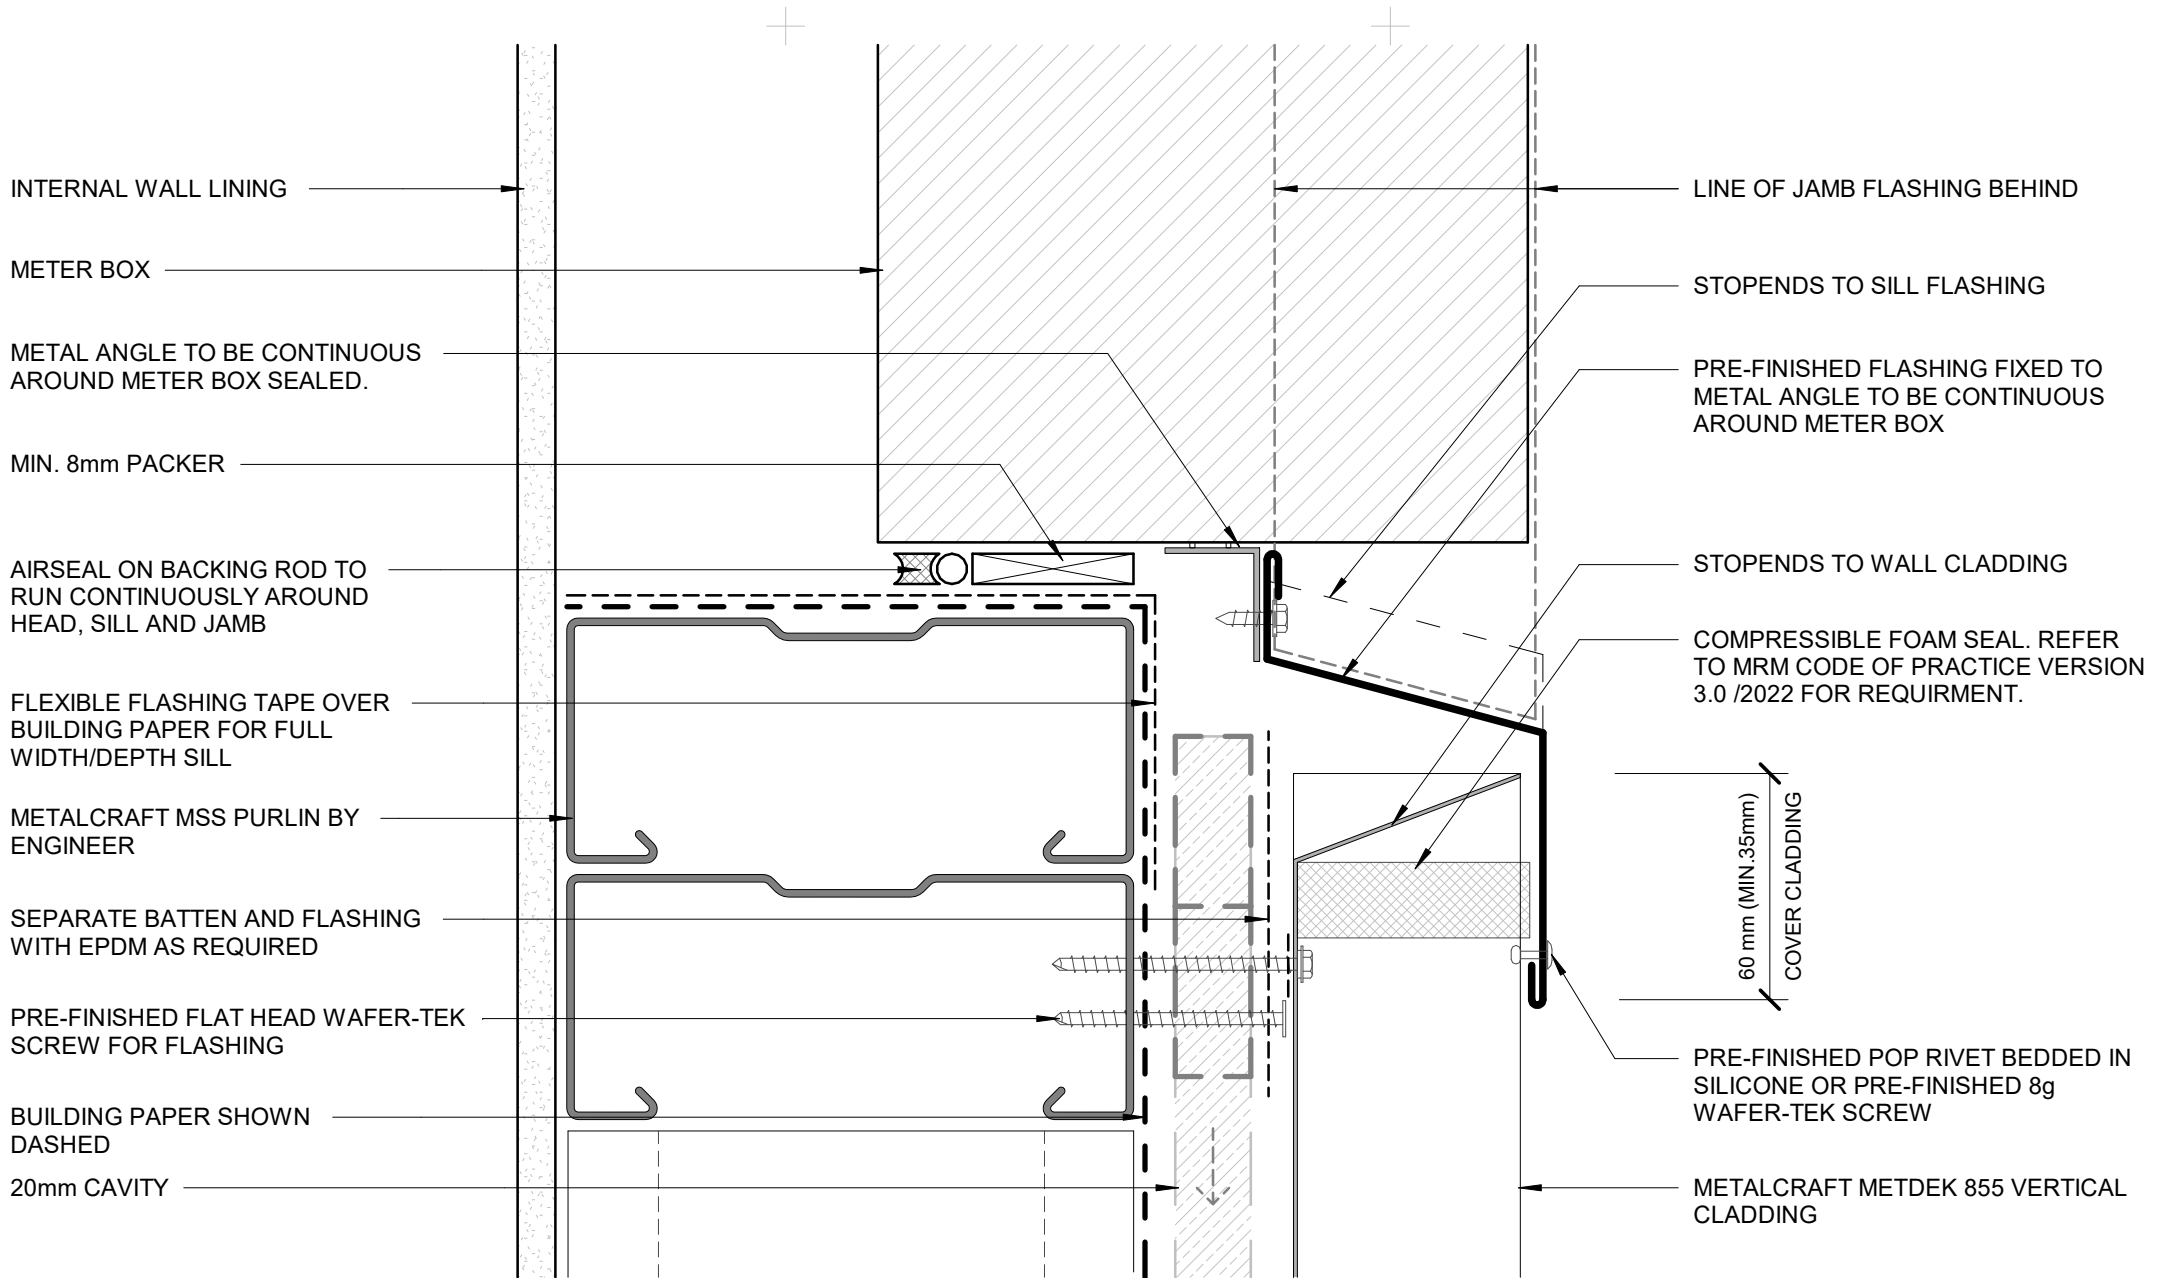 INTERNAL WALL LINING
METER BOX
METAL ANGLE TO BE CONTINUOUS
AROUND METER BOX SEALED.
MIN. 8mm PACKER
AIRSEAL ON BACKING ROD TO
RUN CONTINUOUSLY AROUND
HEAD, SILL AND JAMB
FLEXIBLE FLASHING TAPE OVER
BUILDING PAPER FOR FULL
WIDTH/DEPTH SILL
METALCRAFT MSS PURLIN BY
ENGINEER
SEPARATE BATTEN AND FLASHING
WITH EPDM AS REQUIRED
PRE-FINISHED FLAT HEAD WAFER-TEK
SCREW FOR FLASHING
BUILDING PAPER SHOWN
DASHED
20mm CAVITY
LINE OF JAMB FLASHING BEHIND
STOPENDS TO SILL FLASHING
PRE-FINISHED FLASHING FIXED TO
METAL ANGLE TO BE CONTINUOUS
AROUND METER BOX
STOPENDS TO WALL CLADDING
COMPRESSIBLE FOAM SEAL. REFER
TO MRM CODE OF PRACTICE VERSION
3.0 /2022 FOR REQUIRMENT.
60 mm (MIN.35mm)
COVER CLADDING
PRE-FINISHED POP RIVET BEDDED IN
SILICONE OR PRE-FINISHED 8g
WAFER-TEK SCREW
METALCRAFT METDEK 855 VERTICAL
CLADDING